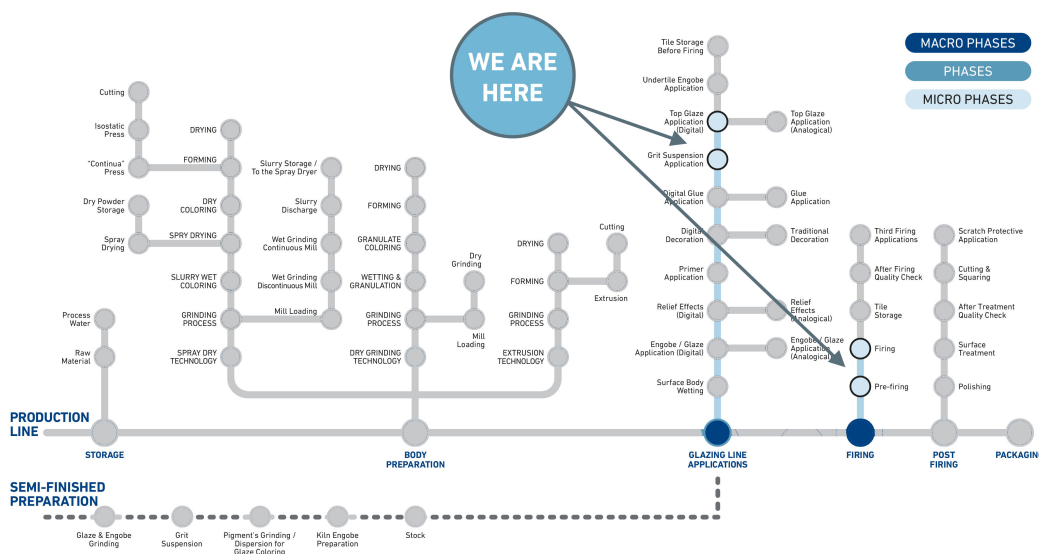 WE ARE
HERE
MACRO PHASES
PHASES
MICRO PHASES
Tile Storage
Before Firing
Undertile Engobe
Application
Top Glaze
Application
(Digital)
Top Glaze
Application
(Analogical)
Grit Suspension
Application
Digital Glue
Application
Glue
Application
Digital
Decoration
Traditional
Decoration
Primer
Application
Relief Effects
(Digital)
Relief
Effects
(Analogical)
Engobe / Glaze
Application (Digital)
Engobe / Glaze
Application
(Analogical)
Surface Body
Wetting
Cutting
Isostatic
Press
"Continua"
Press
Dry Powder
Storage
Spray
Drying
DRYING
FORMING
DRY
COLORING
SPRY DRYING
SLURRY WET
COLORING
GRINDING
PROCESS
SPRAY DRY
TECHNOLOGY
Slurry Storage /
To the Spray Dryer
Slurry
Discharge
Wet Grinding
Continuous Mill
Wet Grinding
Discontinuous Mill
Mill Loading
DRYING
FORMING
GRANULATE
COLORING
WETTING &
GRANULATION
GRINDING
PROCESS
DRY GRINDING
TECHNOLOGY
Dry
Grinding
Mill
Loading
DRYING
FORMING
GRINDING
PROCESS
EXTRUSION
TECHNOLOGY
Cutting
Extrusion
Process
Water
Raw
Material
Third Firing
Applications
After Firing
Quality Check
Tile
Storage
Firing
Pre-firing
Scratch Protective
Application
Cutting &
Squaring
After Treatment
Quality Check
Surface
Treatment
Polishing
PRODUCTION
LINE
STORAGE
BODY
PREPARATION
GLAZING LINE
APPLICATIONS
FIRING
POST
FIRING
PACKAGING
SEMI-FINISHED
PREPARATION
Glaze & Engobe
Grinding
Grit
Suspension
Pigment's Grinding /
Dispersion for
Glaze Coloring
Kiln Engobe
Preparation
Stock